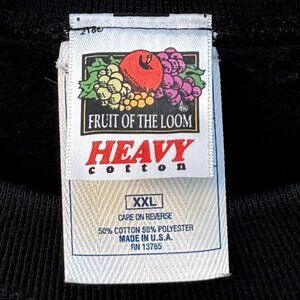 FRUIT OF THE LOOM
HEAVY
cotton
XXL
CARE ON REVERSE
50% COTTON 50% POLYESTER
MADE IN U.S.A.
RN 13765